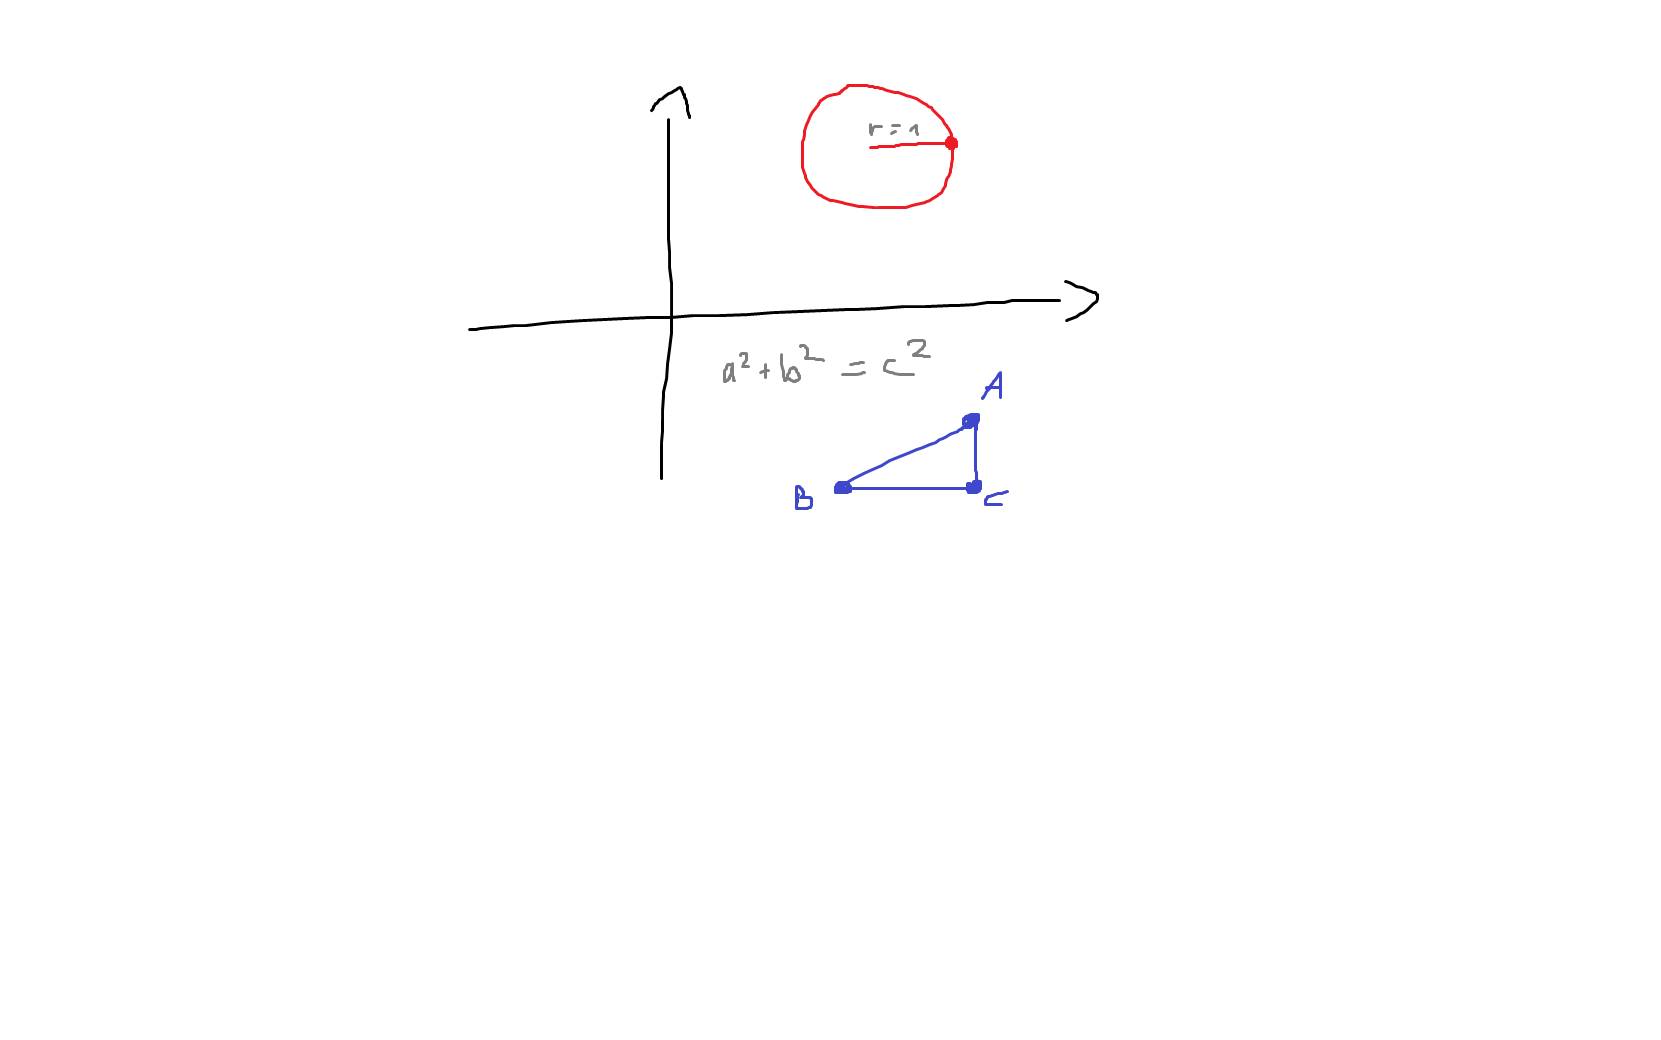 r = 1
a² + b² = c²
A
B
C